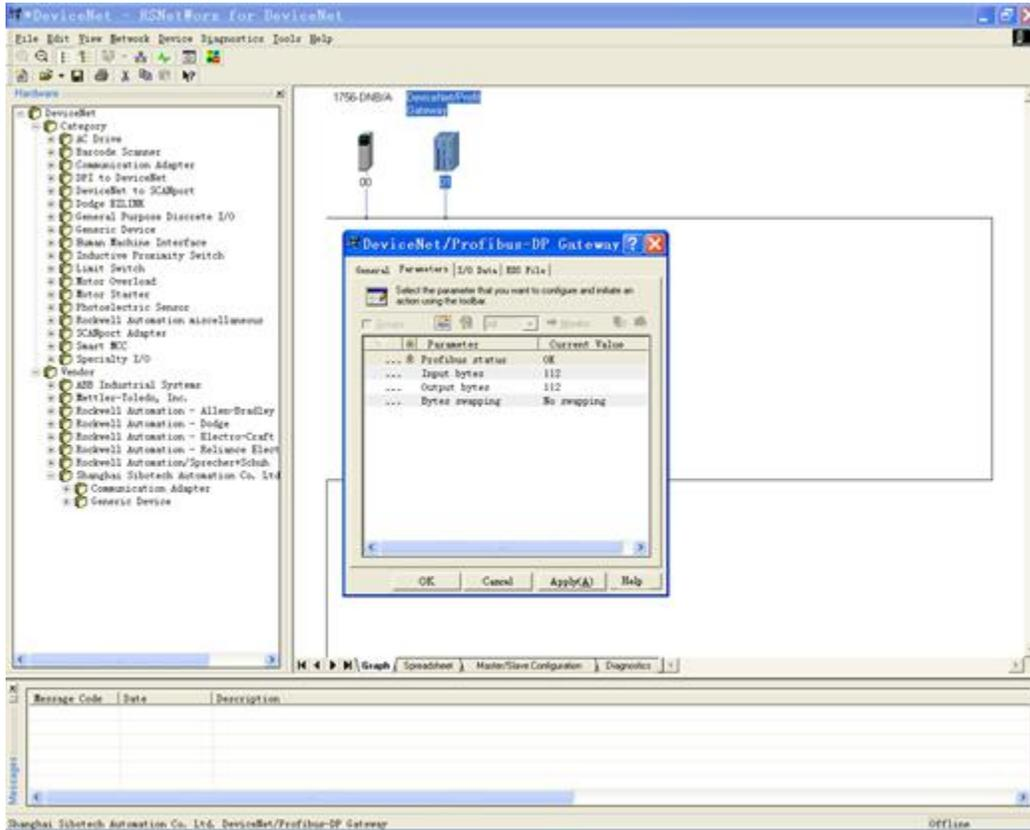 *DeviceNet - RSNetWorx for DeviceNet
File Edit View Network Device Diagnostics Tools Help
Hardware
DeviceNet
Category
AC Drive
Barcode Scanner
Communication Adapter
DPI to DeviceNet
DeviceNet to SCANport
Dodge EZLINK
General Purpose Discrete I/O
Generic Device
Human Machine Interface
Inductive Proximity Switch
Limit Switch
Motor Overload
Motor Starter
Photoelectric Sensor
Rockwell Automation miscellaneous
SCANport Adapter
Smart MCC
Specialty I/O
Vendor
ABB Industrial Systems
Mettler-Toledo, Inc.
Rockwell Automation - Allen-Bradley
Rockwell Automation - Dodge
Rockwell Automation - Electro-Craft
Rockwell Automation - Reliance Elect
Rockwell Automation/Sprecher+Schuh
Shanghai Sibotech Automation Co. Ltd
Communication Adapter
Generic Device
1756-DNB/A
DeviceNet/Profi
Gateway
00
DeviceNet/Profibus-DP Gateway
General Parameters I/O Data EDS File
Select the parameter that you want to configure and initiate an
action using the toolbar.
Groups All Monitor
Parameter Current Value
... Profibus status OK
... Input bytes 112
... Output bytes 112
... Bytes swapping No swapping
OK Cancel Apply(A) Help
Graph Spreadsheet Master/Slave Configuration Diagnostics
Messages
Message Code Date Description
Shanghai Sibotech Automation Co. Ltd. DeviceNet/Profibus-DP Gateway
Offline